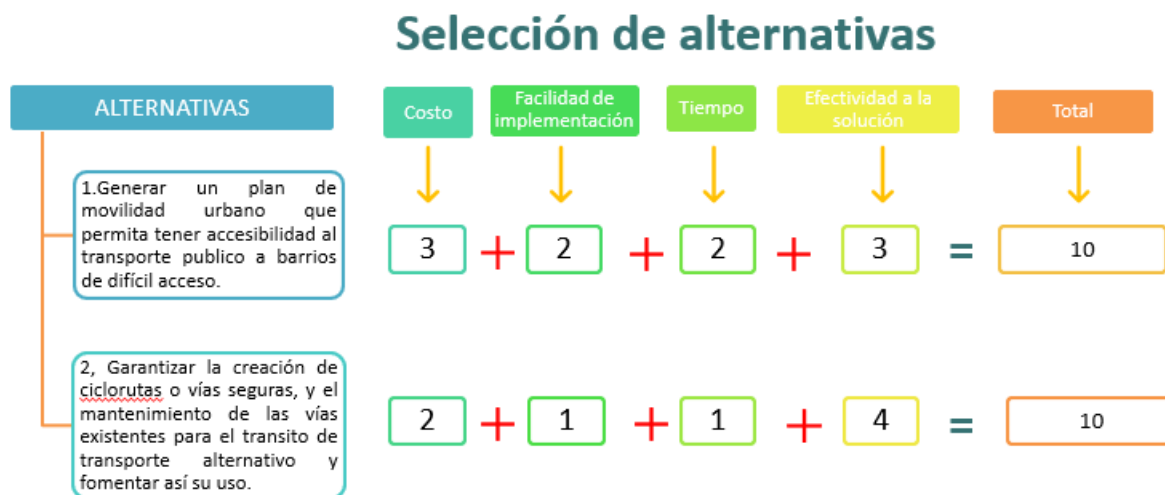 Selección de alternativas
ALTERNATIVAS
Costo
Facilidad de
implementación
Tiempo
Efectividad a la
solución
Total
1.Generar un plan de
movilidad urbano que
permita tener accesibilidad al
transporte publico a barrios
de difícil acceso.
3 + 2 + 2 + 3 = 10
2, Garantizar la creación de
ciclorutas o vías seguras, y el
mantenimiento de las vías
existentes para el transito de
transporte alternativo y
fomentar así su uso.
2 + 1 + 1 + 4 = 10